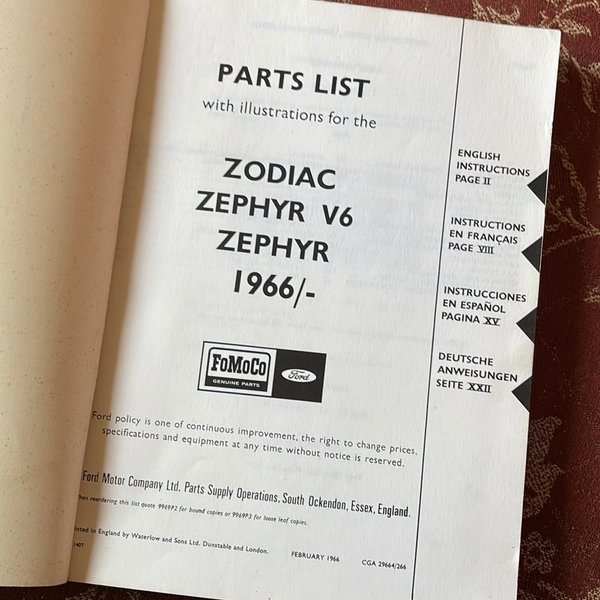 PARTS LIST
with illustrations for the
ZODIAC
ZEPHYR V6
ZEPHYR
1966/-
FoMoCo
GENUINE PARTS
Ford
Ford policy is one of continuous improvement, the right to change prices,
specifications and equipment at any time without notice is reserved.
Ford Motor Company Ltd. Parts Supply Operations, South Ockendon, Essex, England.
When reordering this list quote 9969P2 for bound copies or 9969P3 for loose leaf copies.
Printed in England by Waterlow and Sons Ltd. Dunstable and London.
FEBRUARY 1966
CGA 29664/266
ENGLISH
INSTRUCTIONS
PAGE II
INSTRUCTIONS
EN FRANÇAIS
PAGE VIII
INSTRUCCIONES
EN ESPAÑOL
PAGINA XV
DEUTSCHE
ANWEISUNGEN
SEITE XXII